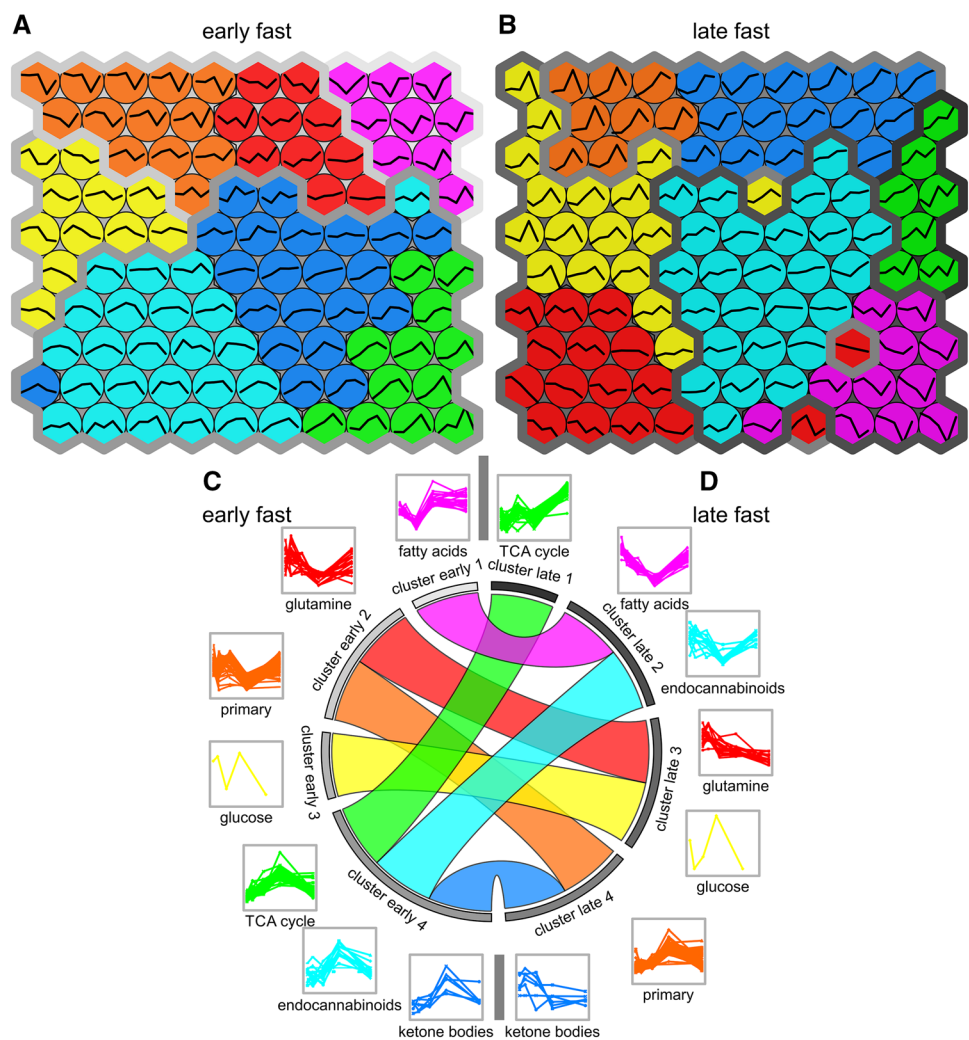 A
early fast
B
late fast
C
early fast
D
late fast
fatty acids
TCA cycle
glutamine
fatty acids
cluster early 1
cluster late 1
cluster early 2
cluster late 2
primary
endocannabinoids
cluster early 3
cluster late 3
glutamine
glucose
glucose
cluster early 4
cluster late 4
TCA cycle
endocannabinoids
primary
ketone bodies
ketone bodies